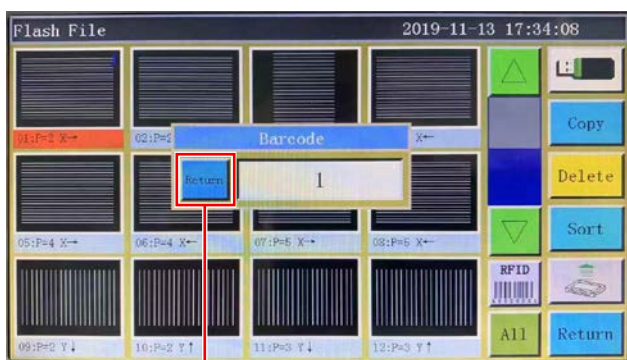 Flash File 2019-11-13 17:34:08
01:P=2 X→ 02:P=2 X←
Copy
Barcode
Return 1
Delete
05:P=4 X→ 06:P=4 X← 07:P=5 X→ 08:P=5 X←
Sort
RFID
09:P=2 Y↓ 10:P=2 Y↑ 11:P=3 Y↓ 12:P=3 Y↑
All Return